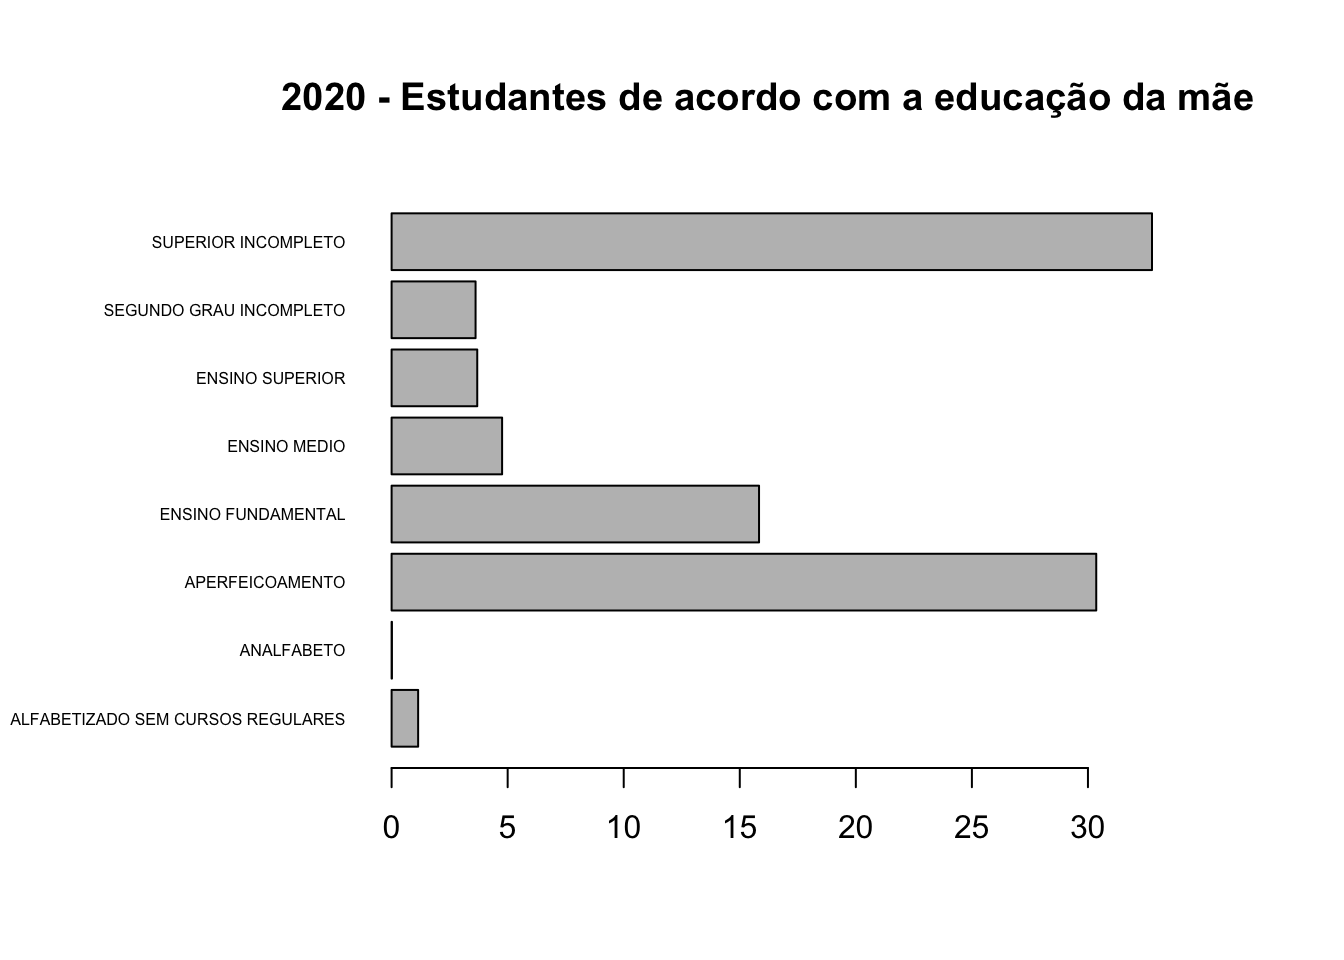 2020 - Estudantes de acordo com a educação da mãe
SUPERIOR INCOMPLETO
SEGUNDO GRAU INCOMPLETO
ENSINO SUPERIOR
ENSINO MEDIO
ENSINO FUNDAMENTAL
APERFEICOAMENTO
ANALFABETO
ALFABETIZADO SEM CURSOS REGULARES
0 5 10 15 20 25 30